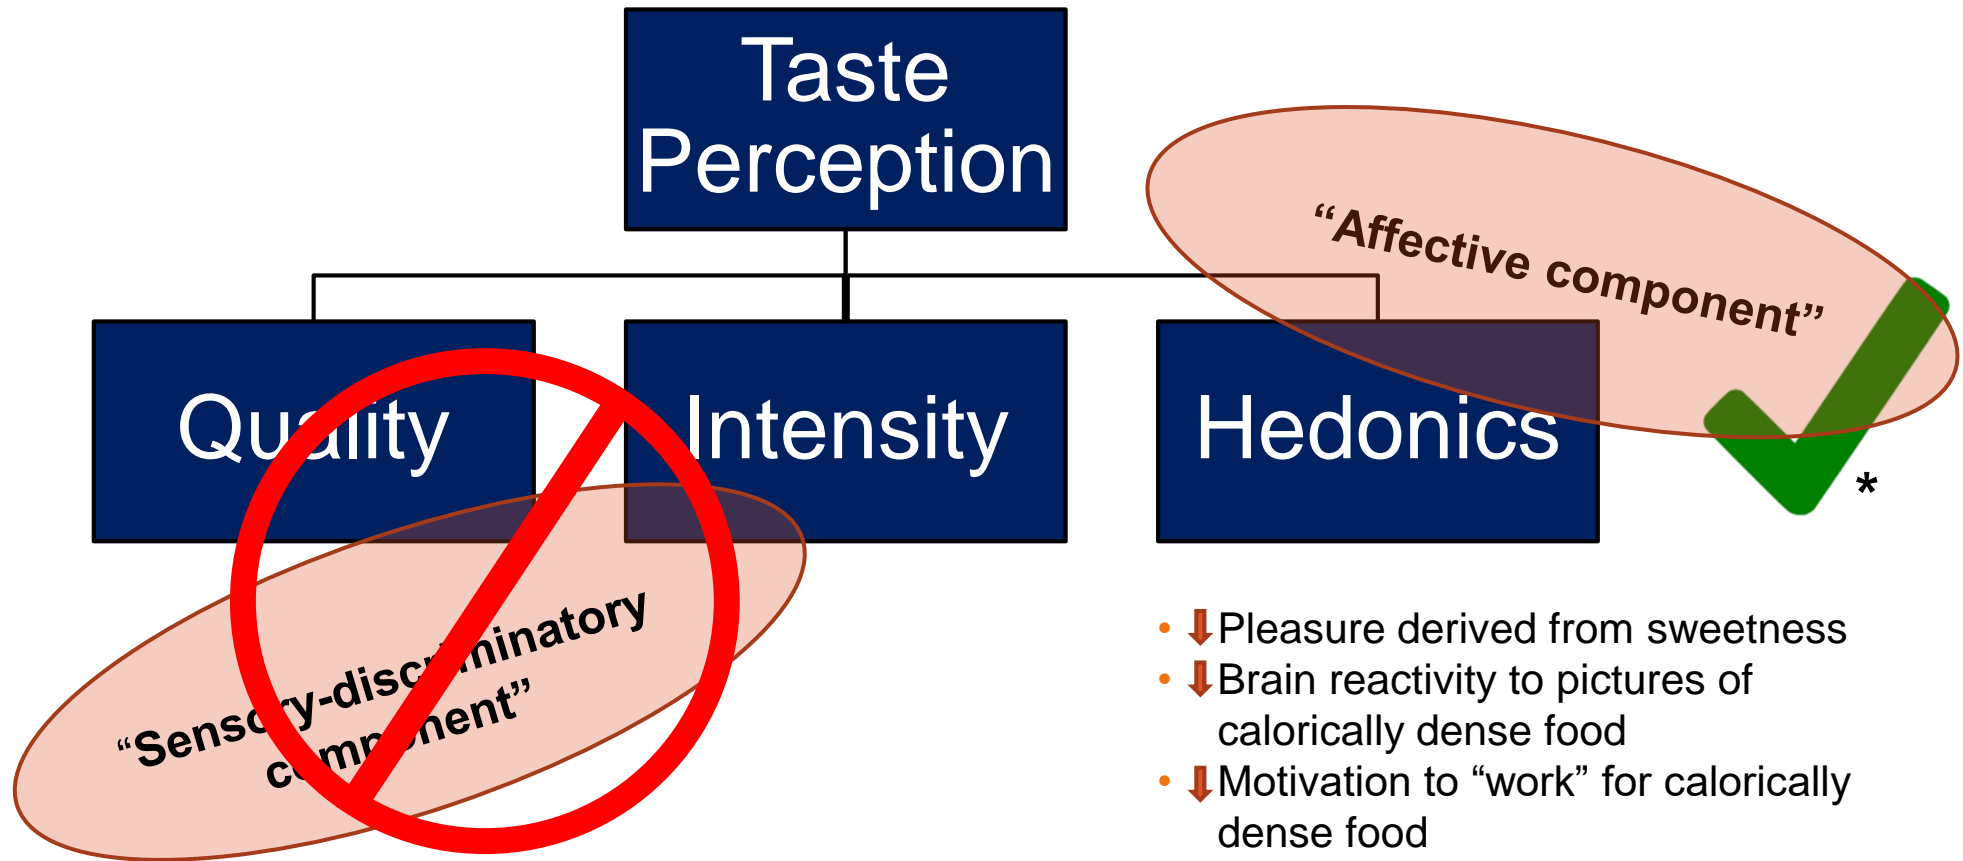 Taste
Perception
“Affective component”
Quality
Intensity
Hedonics
*
“Sensory-discriminatory
component”
• Pleasure derived from sweetness
• Brain reactivity to pictures of
calorically dense food
• Motivation to “work” for calorically
dense food